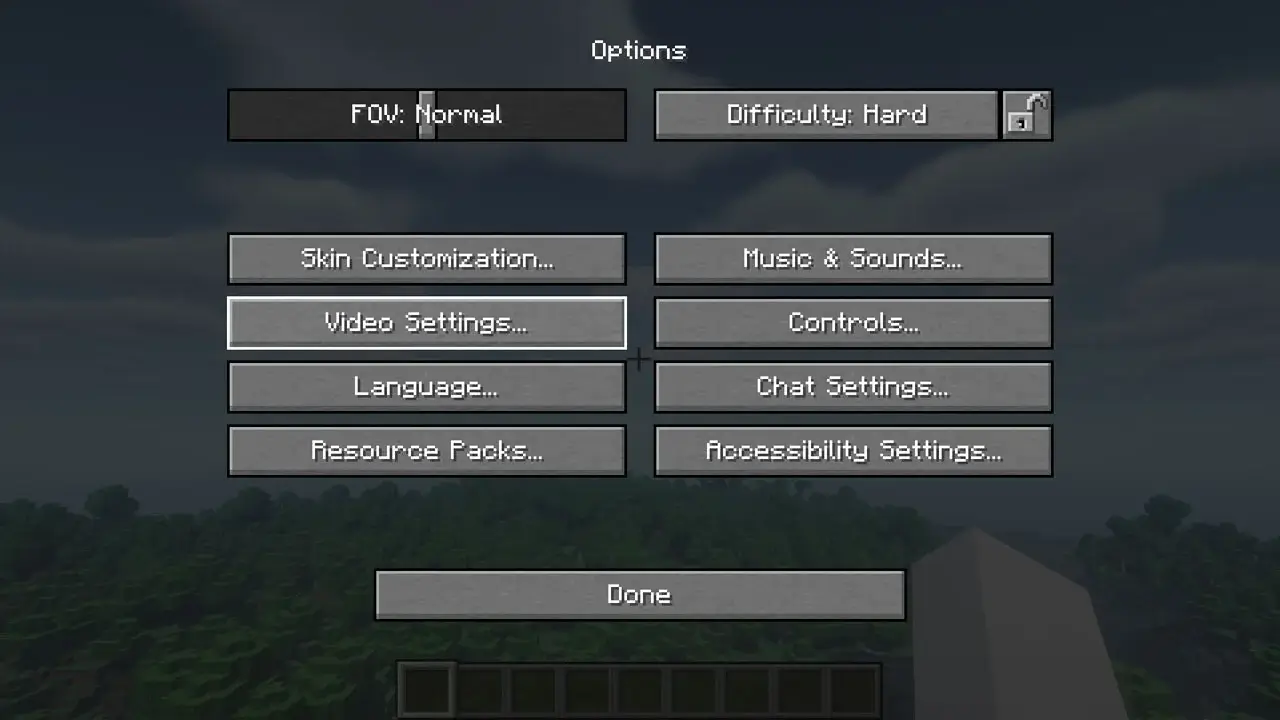 Options
FOV: Normal
Difficulty: Hard
Skin Customization...
Music & Sounds...
Video Settings...
Controls...
Language...
Chat Settings...
Resource Packs...
Accessibility Settings...
Done